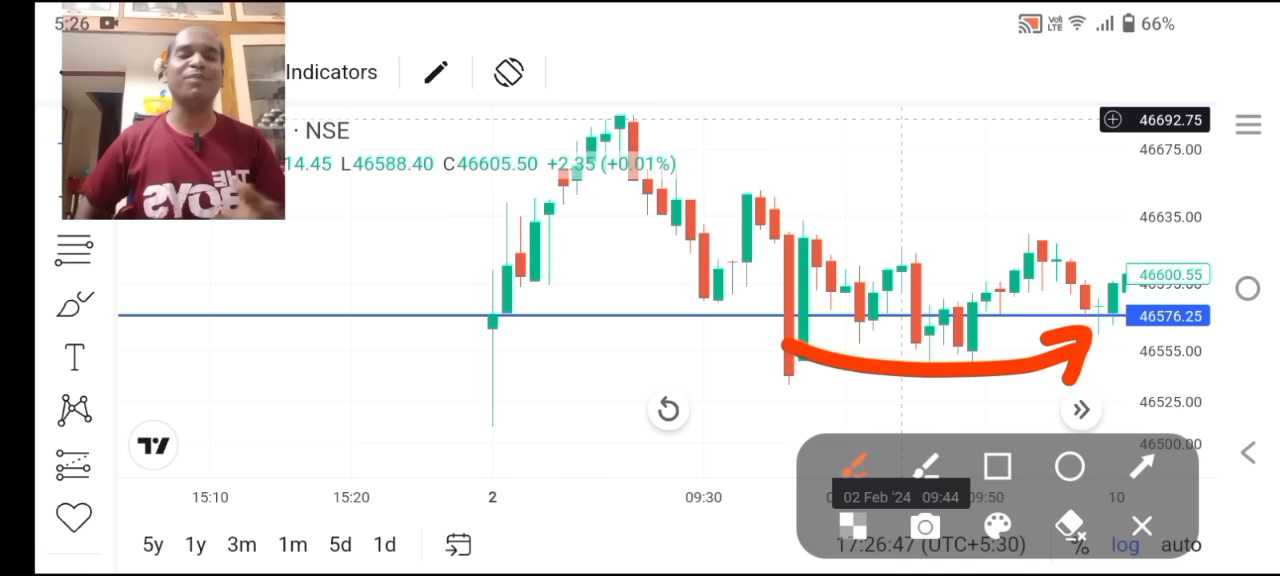 5:26
Vo)
LTE
66%
Indicators
· NSE
14.45 L46588.40 C46605.50 +2.35 (+0.01%)
46692.75
46675.00
46635.00
46600.55
46576.25
46555.00
46525.00
46500.00
THE
BOYS
T
15:10 15:20 2 09:30 09:50 10
02 Feb '24 09:44
5y 1y 3m 1m 5d 1d
17:26:47 (UTC+5:30) % log auto